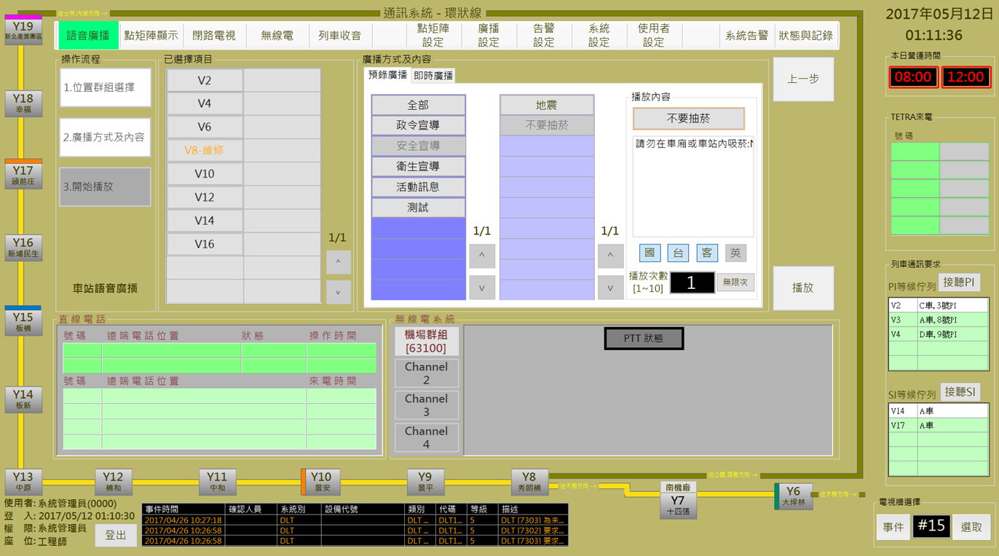 往士林,內湖方向 ->
通訊系統 - 環狀線
2017年05月12日
01:11:36
Y19
新北產業園區
語音廣播
點矩陣顯示
閉路電視
無線電
列車收音
點矩陣
設定
廣播
設定
告警
設定
系統
設定
使用者
設定
系統告警
狀態與記錄
操作流程
1.位置群組選擇
2.廣播方式及內容
3.開始播放
車站語音廣播
已選擇項目
V2
V4
V6
V8-維修
V10
V12
V14
V16
1/1
^
v
廣播方式及內容
預錄廣播
即時廣播
全部
政令宣導
安全宣導
衛生宣導
活動訊息
測試
1/1
^
v
地震
不要抽菸
1/1
^
v
播放內容
不要抽菸
請勿在車廂或車站內吸菸:N
國
台
客
英
播放次數
[1~10]
1
無限次
上一步
播放
本日營運時間
08:00
12:00
TETRA來電
號碼
列車通訊要求
PI等候佇列
接聽PI
V2 C車,3號PI
V3 A車,8號PI
V4 D車,9號PI
SI等候佇列
接聽SI
V14 A車
V17 A車
Y18
幸福
Y17
頭前庄
Y16
新埔民生
Y15
板橋
Y14
板新
直線電話
號碼 遠端電話位置 狀態 操作時間
號碼 遠端電話位置 來電時間
無線電系統
機場群組
[63100]
Channel
2
Channel
3
Channel
4
PTT 狀態
Y13
中原
Y12
橋和
Y11
中和
Y10
景安
Y9
景平
Y8
秀朗橋
往木柵方向 ->
南機廠
Y7
十四張
往公館,信義方向 ->
Y6
大坪林
往木柵方向 ->
使用者: 系統管理員(0000)
登 入: 2017/05/12 01:10:30
權 限: 系統管理員
座 位: 工程師
登出
事件時間 確認人員 系統別 設備代號 類別 代碼 等級 描述
2017/04/26 10:27:18 DLT DLT ... DLT1... 5 DLT [7303] 為未...
2017/04/26 10:26:58 DLT DLT ... DLT1... 5 DLT [7302] 要求...
2017/04/26 10:26:58 DLT DLT ... DLT1... 5 DLT [7303] 要求...
電視牆選擇
事件
#15
選取